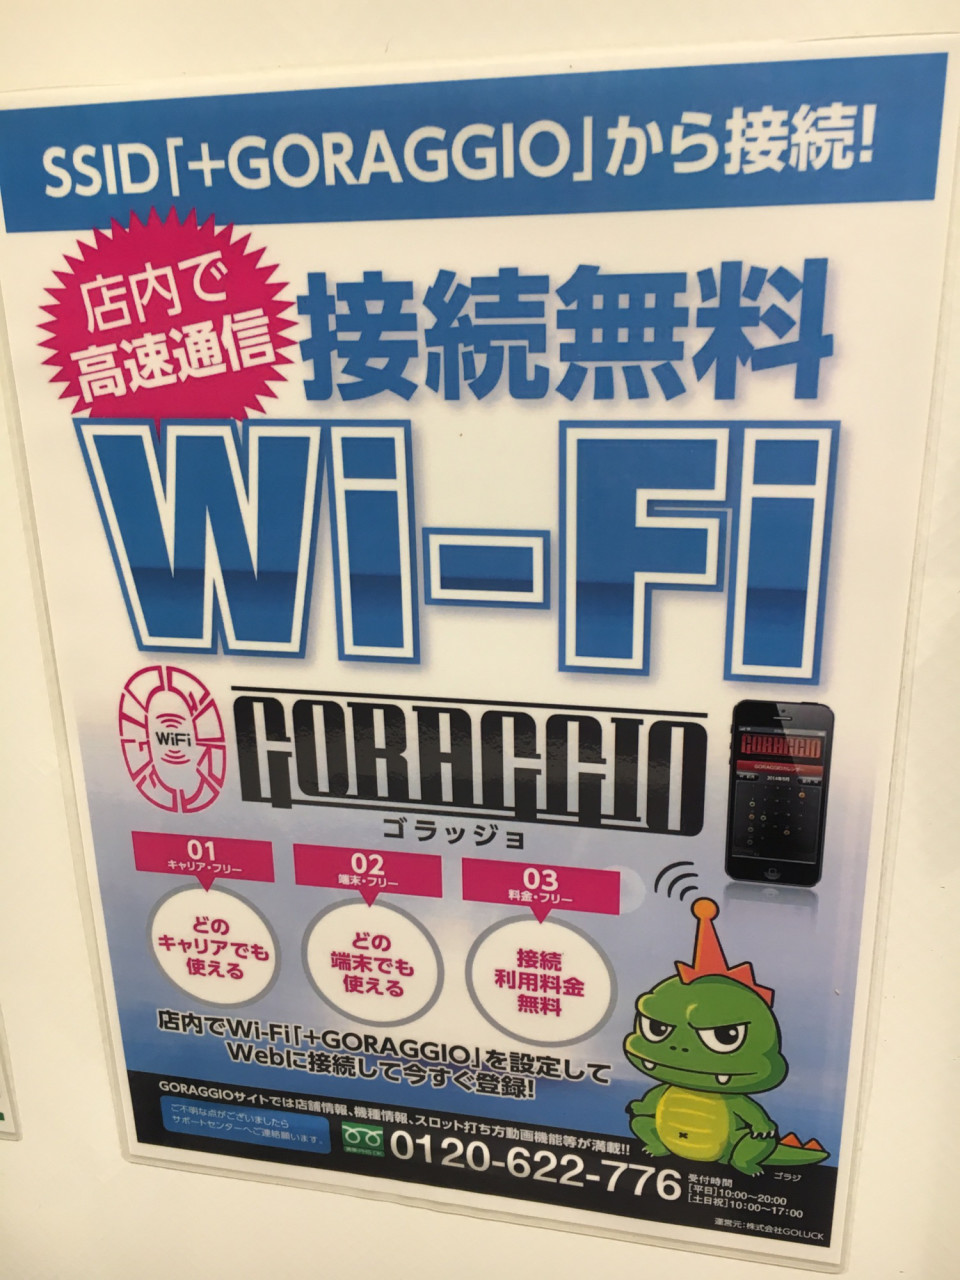 SSID「+GORAGGIO」から接続!
店内で
高速通信
接続無料
Wi-Fi
WiFi
GORAGGIO
ゴラッジョ
GORAGGIO
01
キャリア・フリー
どの
キャリアでも
使える
02
端末・フリー
どの
端末でも
使える
03
料金・フリー
接続
利用料金
無料
店内でWi-Fi「+GORAGGIO」を設定して
Webに接続して今すぐ登録!
GORAGGIOサイトでは店舗情報、機種情報、スロット打ち方動画機能等が満載!!
ご不明な点がございましたら
サポートセンターへご連絡願います。
0120-622-776
受付時間
[平日]10:00~20:00
[土日祝]10:00~17:00
ゴラジ
運営元:株式会社GOLUCK